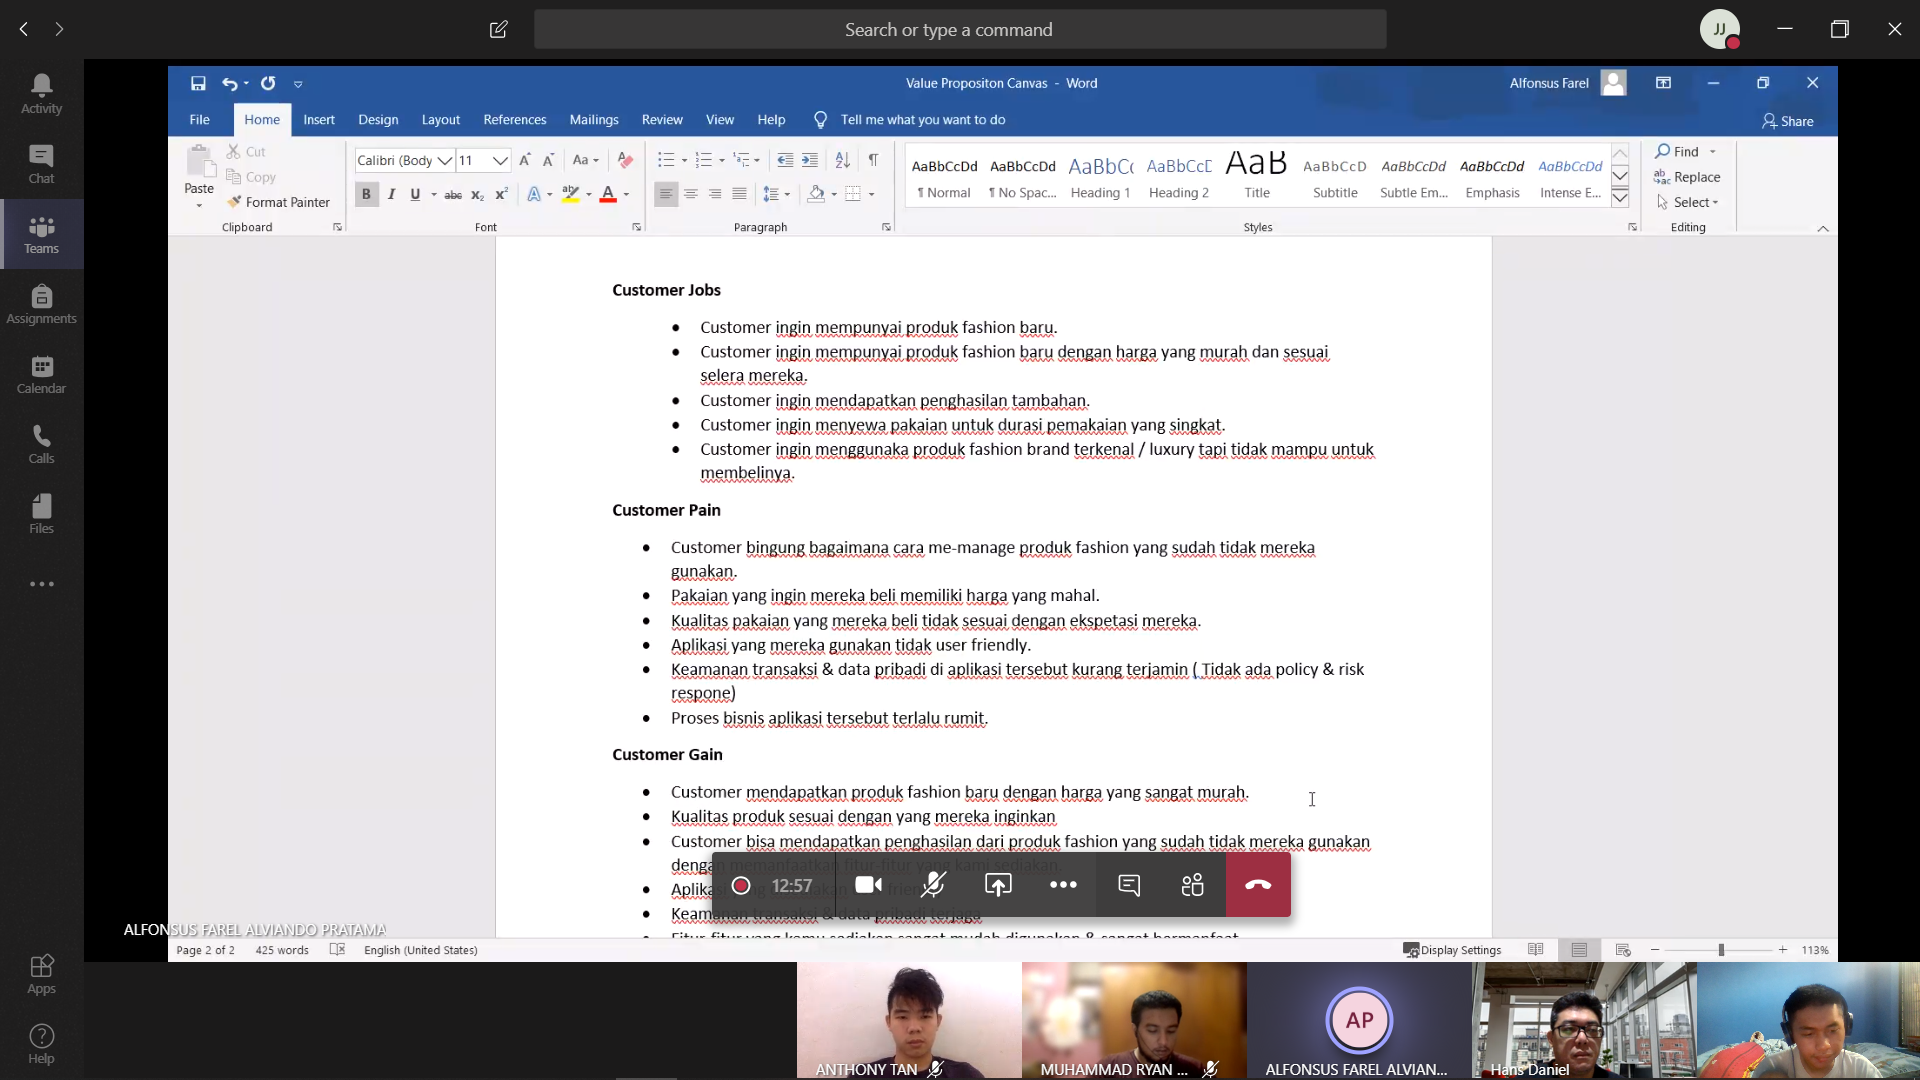 Search or type a command
JJ
Activity
Chat
Teams
Assignments
Calendar
Calls
Files
Apps
Help
Value Propositon Canvas - Word
Alfonsus Farel
File Home Insert Design Layout References Mailings Review View Help Tell me what you want to do
Share
Paste
Cut
Copy
Format Painter
Clipboard
Calibri (Body 11
Font
Paragraph
AaBbCcDd AaBbCcDd AaBbCc AaBbCcC AaB AaBbCcD AaBbCcDd AaBbCcDd AaBbCcDd
¶ Normal ¶ No Spac... Heading 1 Heading 2 Title Subtitle Subtle Em... Emphasis Intense E...
Styles
Find
Replace
Select
Editing
Customer Jobs
• Customer ingin mempunyai produk fashion baru.
• Customer ingin mempunyai produk fashion baru dengan harga yang murah dan sesuai
selera mereka.
• Customer ingin mendapatkan penghasilan tambahan.
• Customer ingin menyewa pakaian untuk durasi pemakaian yang singkat.
• Customer ingin menggunaka produk fashion brand terkenal / luxury tapi tidak mampu untuk
membelinya.
Customer Pain
• Customer bingung bagaimana cara me-manage produk fashion yang sudah tidak mereka
gunakan.
• Pakaian yang ingin mereka beli memiliki harga yang mahal.
• Kualitas pakaian yang mereka beli tidak sesuai dengan ekspetasi mereka.
• Aplikasi yang mereka gunakan tidak user friendly.
• Keamanan transaksi & data pribadi di aplikasi tersebut kurang terjamin ( Tidak ada policy & risk
respone)
• Proses bisnis aplikasi tersebut terlalu rumit.
Customer Gain
• Customer mendapatkan produk fashion baru dengan harga yang sangat murah.
• Kualitas produk sesuai dengan yang mereka inginkan
• Customer bisa mendapatkan penghasilan dari produk fashion yang sudah tidak mereka gunakan
dengan memanfaatkan fitur-fitur yang kami sediakan.
• Aplikasi
• Keamanan transaksi & data pribadi terjaga
• Fitur-fitur yang kamu sediakan sangat mudah digunakan & sangat bermanfaat
12:57
ALFONSUS FAREL ALVIANDO PRATAMA
Page 2 of 2 425 words English (United States) Display Settings 113%
AP
ANTHONY TAN
MUHAMMAD RYAN ...
ALFONSUS FAREL ALVIAN...
Hans Daniel